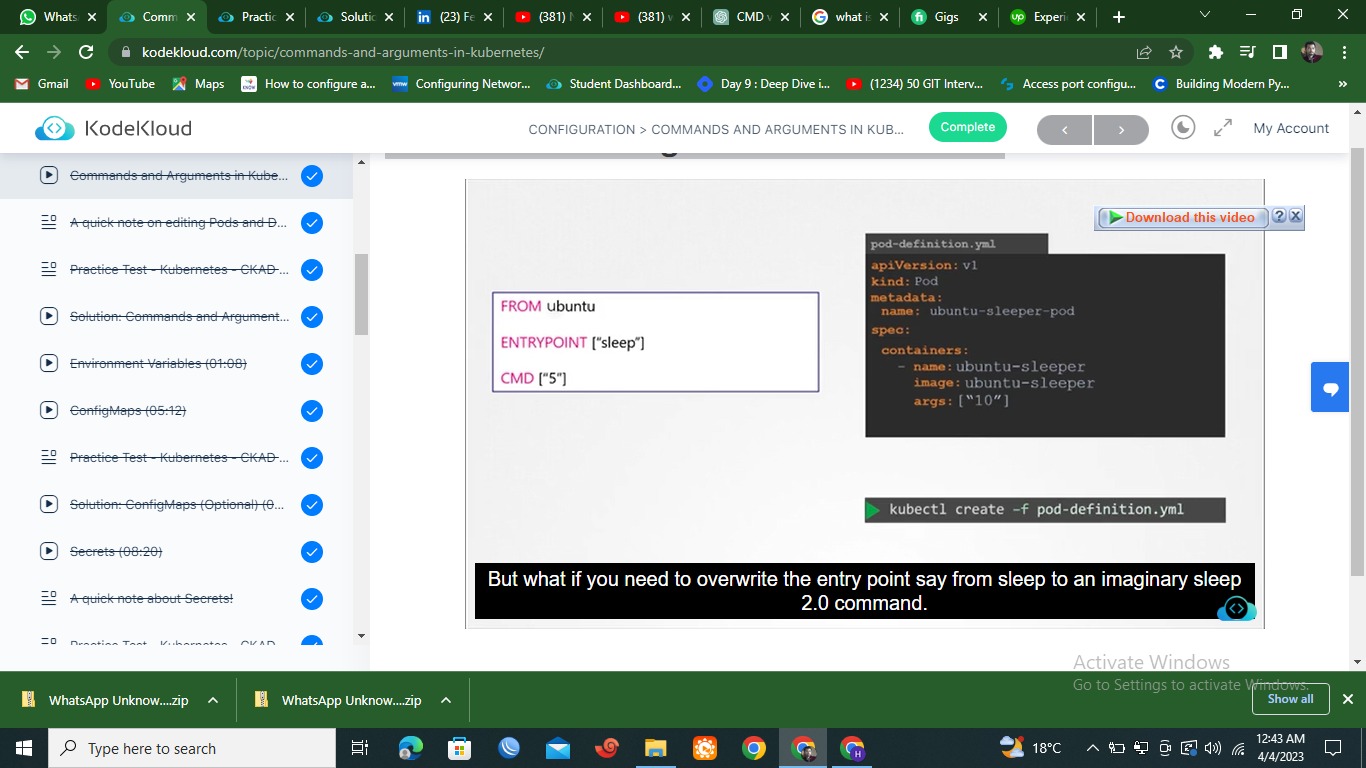 Whats
Comm
Practic
Solutic
(23) Fe
(381)
(381)
CMD v
what is
Gigs
Experi
kodekloud.com/topic/commands-and-arguments-in-kubernetes/
Gmail
YouTube
Maps
How to configure a...
Configuring Networ...
Student Dashboard...
Day 9 : Deep Dive i...
(1234) 50 GIT Interv...
Access port configu...
Building Modern Py...
»
KodeKloud
CONFIGURATION > COMMANDS AND ARGUMENTS IN KUB...
Complete
My Account
Commands and Arguments in Kube...
A quick note on editing Pods and D...
Practice Test - Kubernetes - CKAD ...
Solution: Commands and Argument...
Environment Variables (01:08)
ConfigMaps (05:12)
Practice Test - Kubernetes - CKAD ...
Solution: ConfigMaps (Optional) (0...
Secrets (08:20)
A quick note about Secrets!
Practice Test - Kubernetes - CKAD
Download this video
FROM ubuntu
ENTRYPOINT ["sleep"]
CMD ["5"]
pod-definition.yml
apiVersion: v1
kind: Pod
metadata:
name: ubuntu-sleeper-pod
spec:
containers:
- name: ubuntu-sleeper
image: ubuntu-sleeper
args: ["10"]
kubectl create -f pod-definition.yml
But what if you need to overwrite the entry point say from sleep to an imaginary sleep
2.0 command.
Activate Windows
Go to Settings to activate Windows.
WhatsApp Unknow....zip
WhatsApp Unknow....zip
Show all
Type here to search
18°C
12:43 AM
4/4/2023